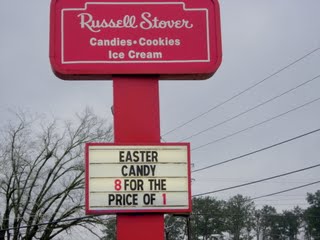 Russell Stover
Candies • Cookies
Ice Cream
EASTER
CANDY
8 FOR THE
PRICE OF 1